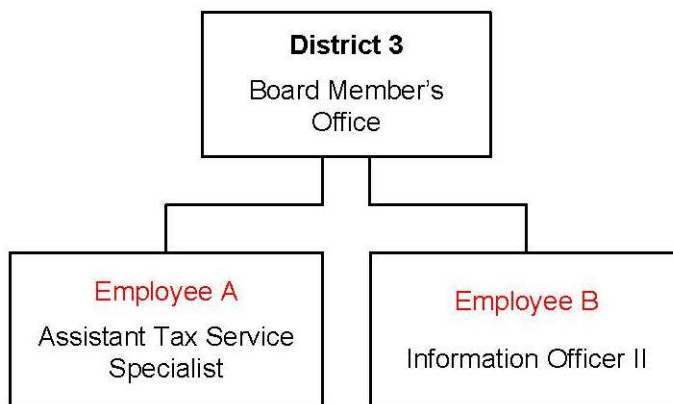 District 3
Board Member's
Office
Employee A
Assistant Tax Service
Specialist
Employee B
Information Officer II